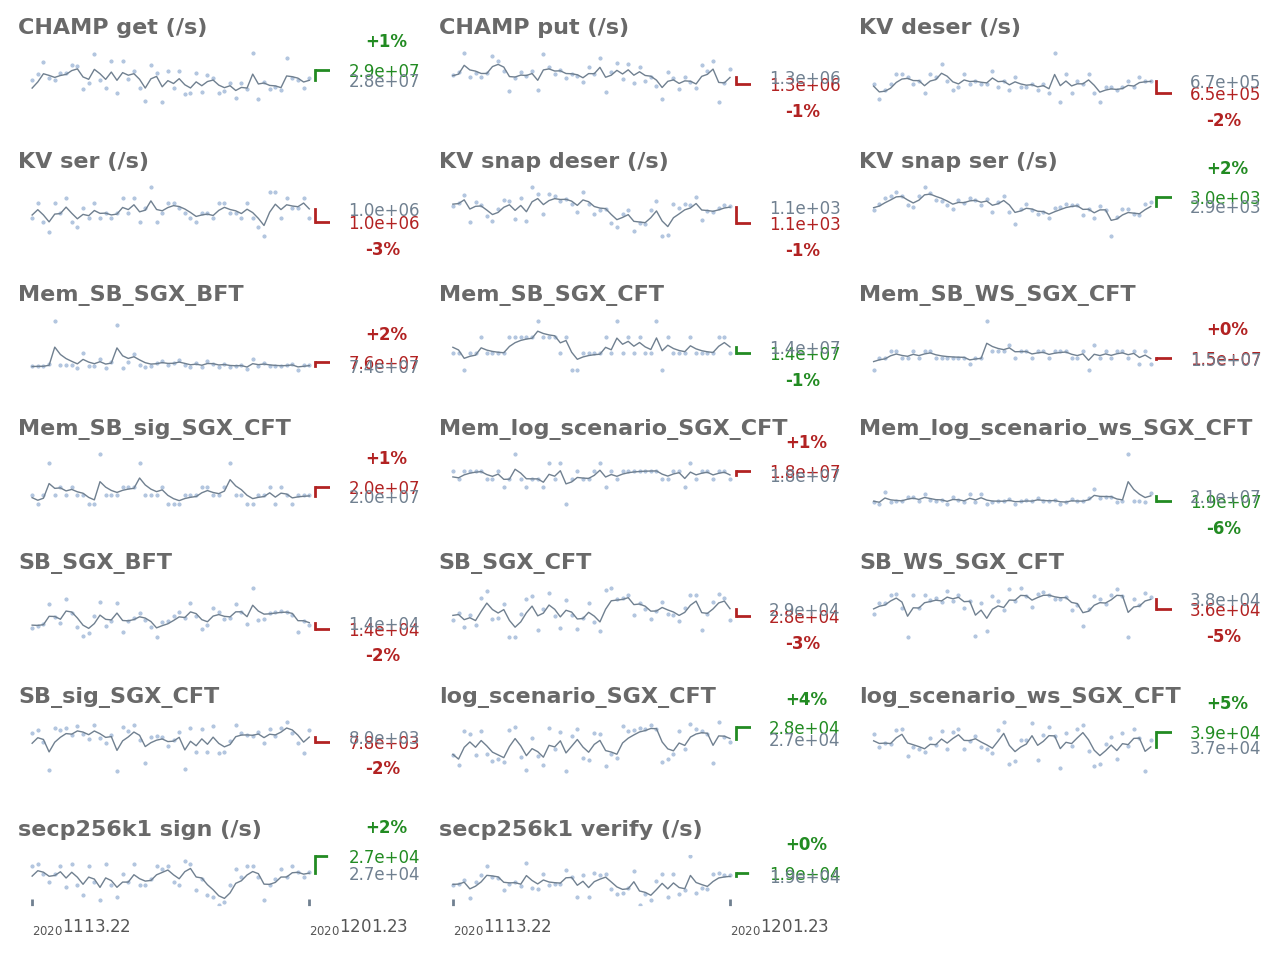 CHAMP get (/s)
+1%
2.9e+07
2.8e+07
CHAMP put (/s)
1.3e+06
1.3e+06
-1%
KV deser (/s)
6.7e+05
6.5e+05
-2%
KV ser (/s)
1.0e+06
1.0e+06
-3%
KV snap deser (/s)
1.1e+03
1.1e+03
-1%
KV snap ser (/s)
+2%
3.0e+03
2.9e+03
Mem_SB_SGX_BFT
+2%
7.6e+07
7.4e+07
Mem_SB_SGX_CFT
1.4e+07
1.4e+07
-1%
Mem_SB_WS_SGX_CFT
+0%
1.5e+07
1.5e+07
Mem_SB_sig_SGX_CFT
+1%
2.0e+07
2.0e+07
Mem_log_scenario_SGX_CFT
+1%
1.8e+07
1.8e+07
Mem_log_scenario_ws_SGX_CFT
2.1e+07
1.9e+07
-6%
SB_SGX_BFT
1.4e+04
1.4e+04
-2%
SB_SGX_CFT
2.9e+04
2.8e+04
-3%
SB_WS_SGX_CFT
3.8e+04
3.6e+04
-5%
SB_sig_SGX_CFT
8.0e+03
7.8e+03
-2%
log_scenario_SGX_CFT
+4%
2.8e+04
2.7e+04
log_scenario_ws_SGX_CFT
+5%
3.9e+04
3.7e+04
secp256k1 sign (/s)
+2%
2.7e+04
2.7e+04
secp256k1 verify (/s)
+0%
1.9e+04
1.9e+04
20201113.22
20201201.23
20201113.22
20201201.23